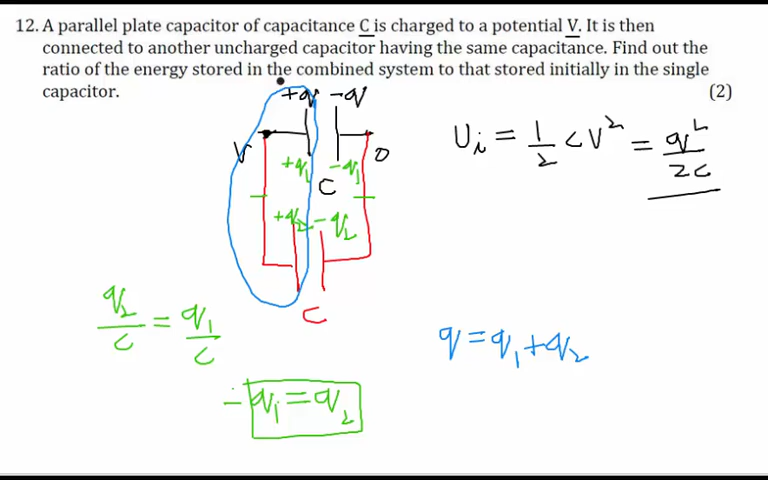 12. A parallel plate capacitor of capacitance C is charged to a potential V. It is then
connected to another uncharged capacitor having the same capacitance. Find out the
ratio of the energy stored in the combined system to that stored initially in the single
capacitor. (2)
+q -q
V 0
Ui = 1/2 CV² = q²/2C
+q1 -q1
C
+q2 -q2
C
q2/C = q1/C
q = q1 + q2
q1 = q2